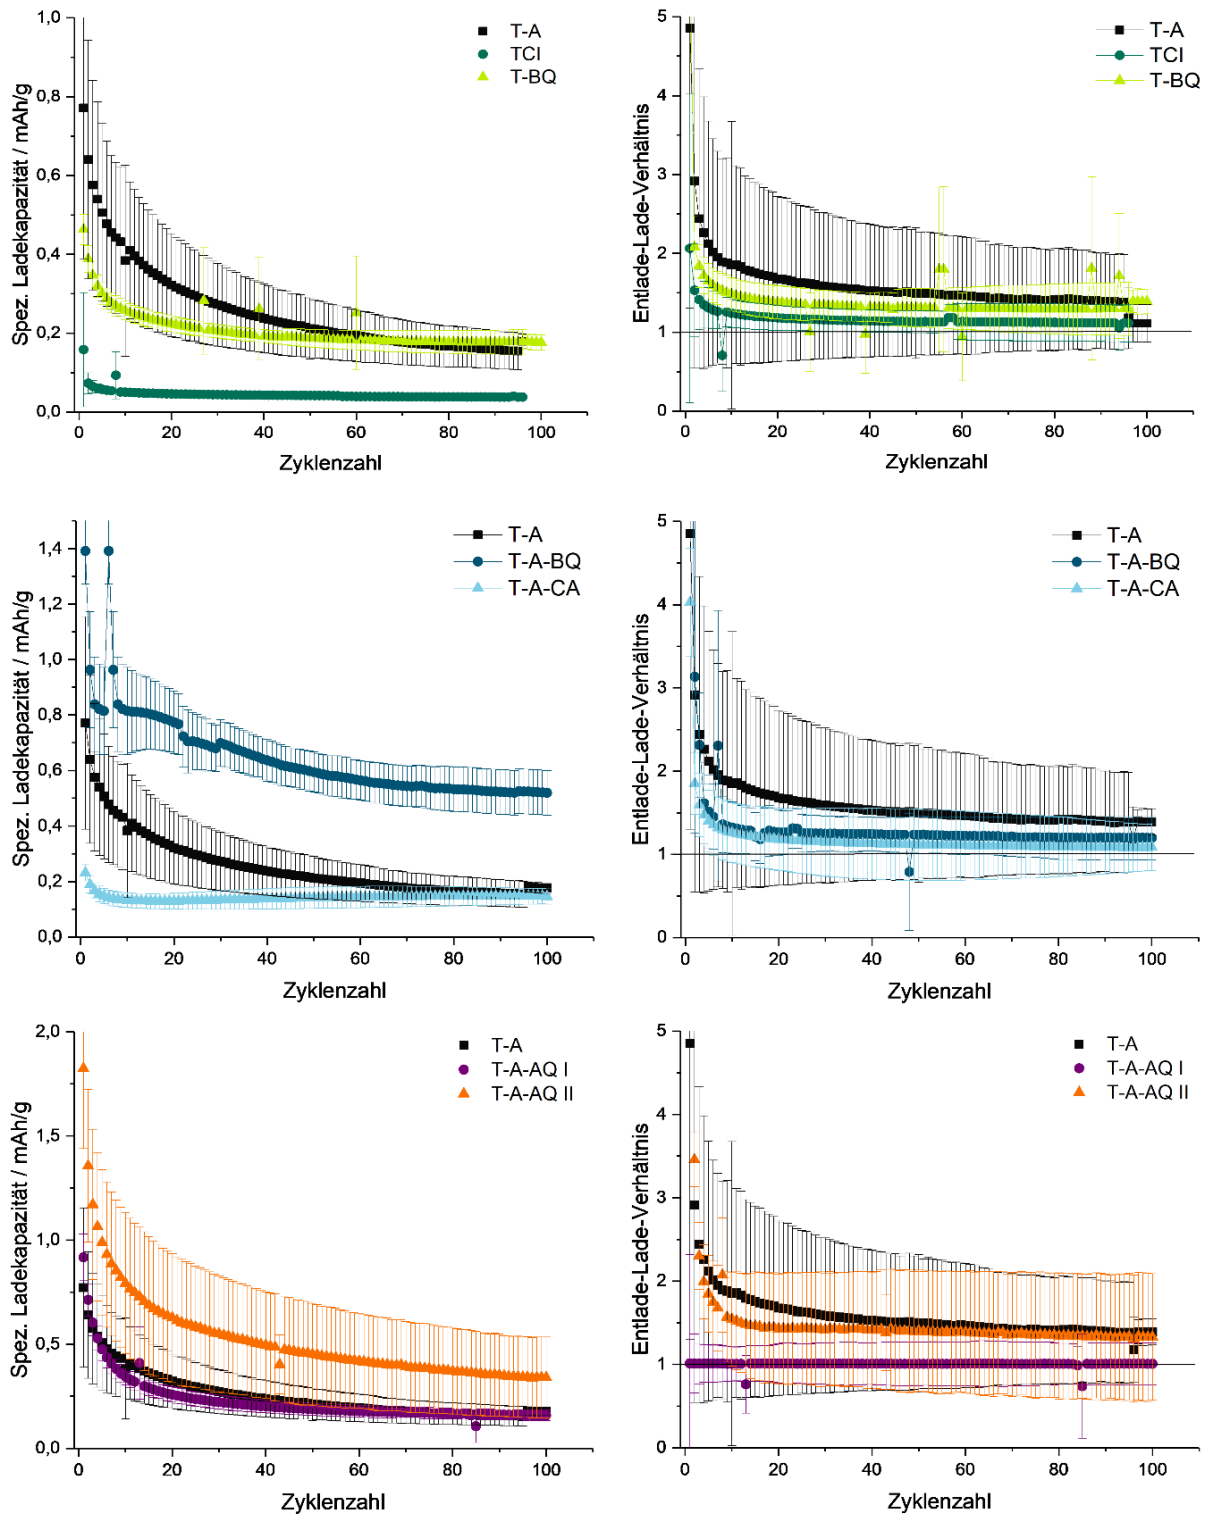 1,0
0,8
0,6
0,4
0,2
0,0
Spez. Ladekapazität / mAh/g
T-A
TCI
T-BQ
0
20
40
60
80
100
Zyklenzahl
5
4
3
2
1
0
Entlade-Lade-Verhältnis
T-A
TCI
T-BQ
0
20
40
60
80
100
Zyklenzahl
1,4
1,2
1,0
0,8
0,6
0,4
0,2
0,0
Spez. Ladekapazität / mAh/g
T-A
T-A-BQ
T-A-CA
0
20
40
60
80
100
Zyklenzahl
5
4
3
2
1
0
Entlade-Lade-Verhältnis
T-A
T-A-BQ
T-A-CA
0
20
40
60
80
100
Zyklenzahl
2,0
1,5
1,0
0,5
0,0
Spez. Ladekapazität / mAh/g
T-A
T-A-AQ I
T-A-AQ II
0
20
40
60
80
100
Zyklenzahl
5
4
3
2
1
0
Entlade-Lade-Verhältnis
T-A
T-A-AQ I
T-A-AQ II
0
20
40
60
80
100
Zyklenzahl